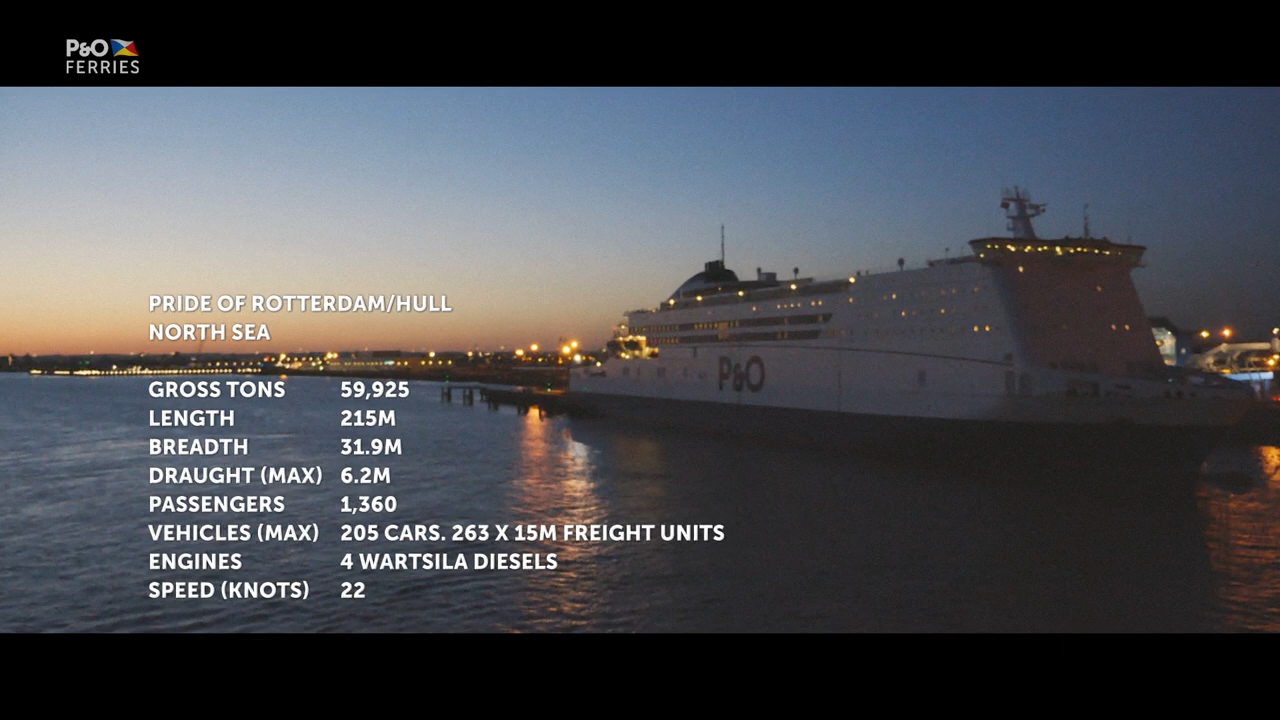 P&O
FERRIES
PRIDE OF ROTTERDAM/HULL
NORTH SEA
GROSS TONS 59,925
LENGTH 215M
BREADTH 31.9M
DRAUGHT (MAX) 6.2M
PASSENGERS 1,360
VEHICLES (MAX) 205 CARS. 263 X 15M FREIGHT UNITS
ENGINES 4 WARTSILA DIESELS
SPEED (KNOTS) 22
P&O